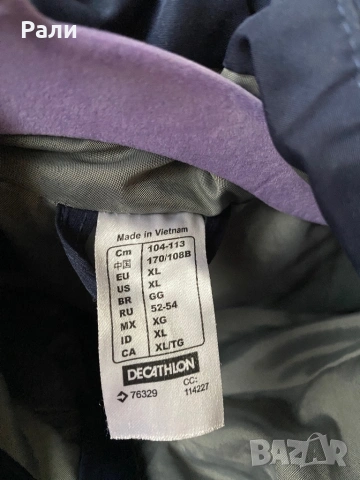 Рали
Made in Vietnam
Cm 104-113
中国 170/108B
EU XL
US XL
BR GG
RU 52-54
MX XG
ID XL
CA XL/TG
DECATHLON
76329 CC: 114227
BAZAR